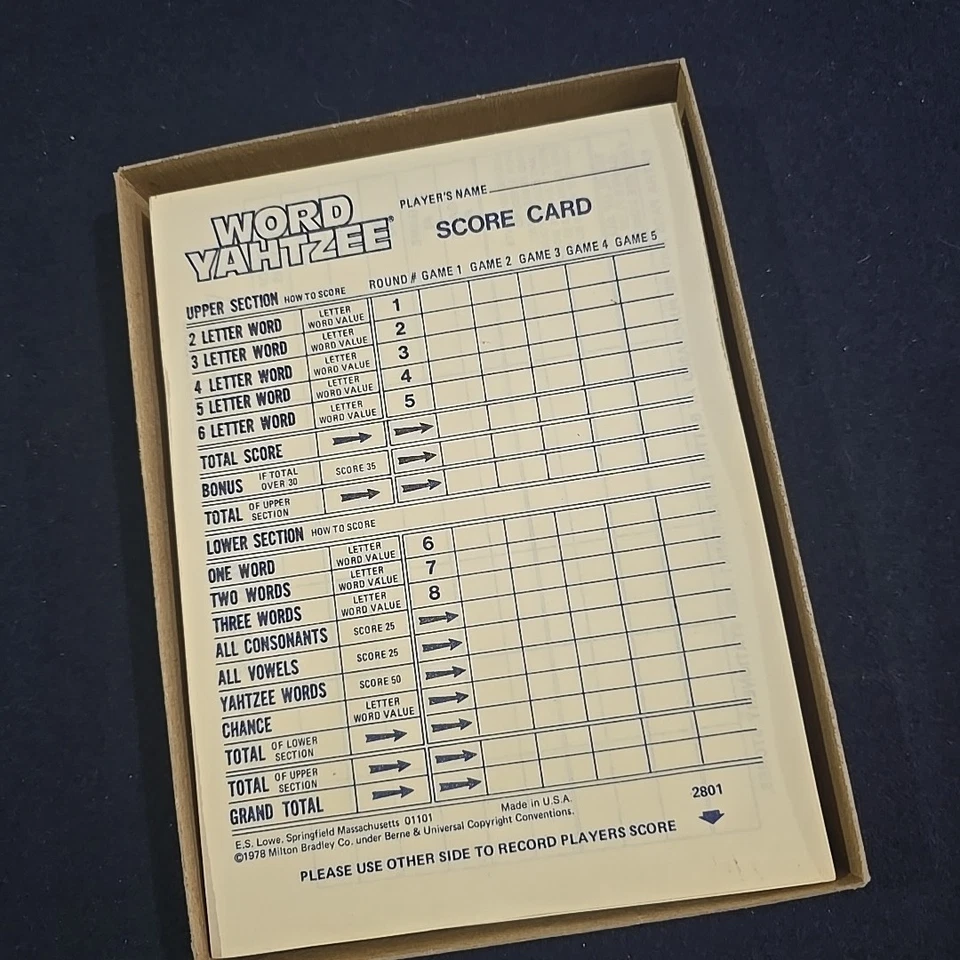 PLAYER'S NAME
WORD
YAHTZEE®
SCORE CARD
UPPER SECTION HOW TO SCORE ROUND # GAME 1 GAME 2 GAME 3 GAME 4 GAME 5
2 LETTER WORD LETTER WORD VALUE 1
3 LETTER WORD LETTER WORD VALUE 2
4 LETTER WORD LETTER WORD VALUE 3
5 LETTER WORD LETTER WORD VALUE 4
6 LETTER WORD LETTER WORD VALUE 5
TOTAL SCORE
BONUS IF TOTAL OVER 30 SCORE 35
TOTAL OF UPPER SECTION
LOWER SECTION HOW TO SCORE
ONE WORD LETTER WORD VALUE 6
TWO WORDS LETTER WORD VALUE 7
THREE WORDS LETTER WORD VALUE 8
ALL CONSONANTS SCORE 25
ALL VOWELS SCORE 25
YAHTZEE WORDS SCORE 50
CHANCE LETTER WORD VALUE
TOTAL OF LOWER SECTION
TOTAL OF UPPER SECTION
GRAND TOTAL
E.S. Lowe, Springfield Massachusetts 01101 Made in U.S.A.
©1978 Milton Bradley Co. under Berne & Universal Copyright Conventions.
2801
PLEASE USE OTHER SIDE TO RECORD PLAYERS SCORE